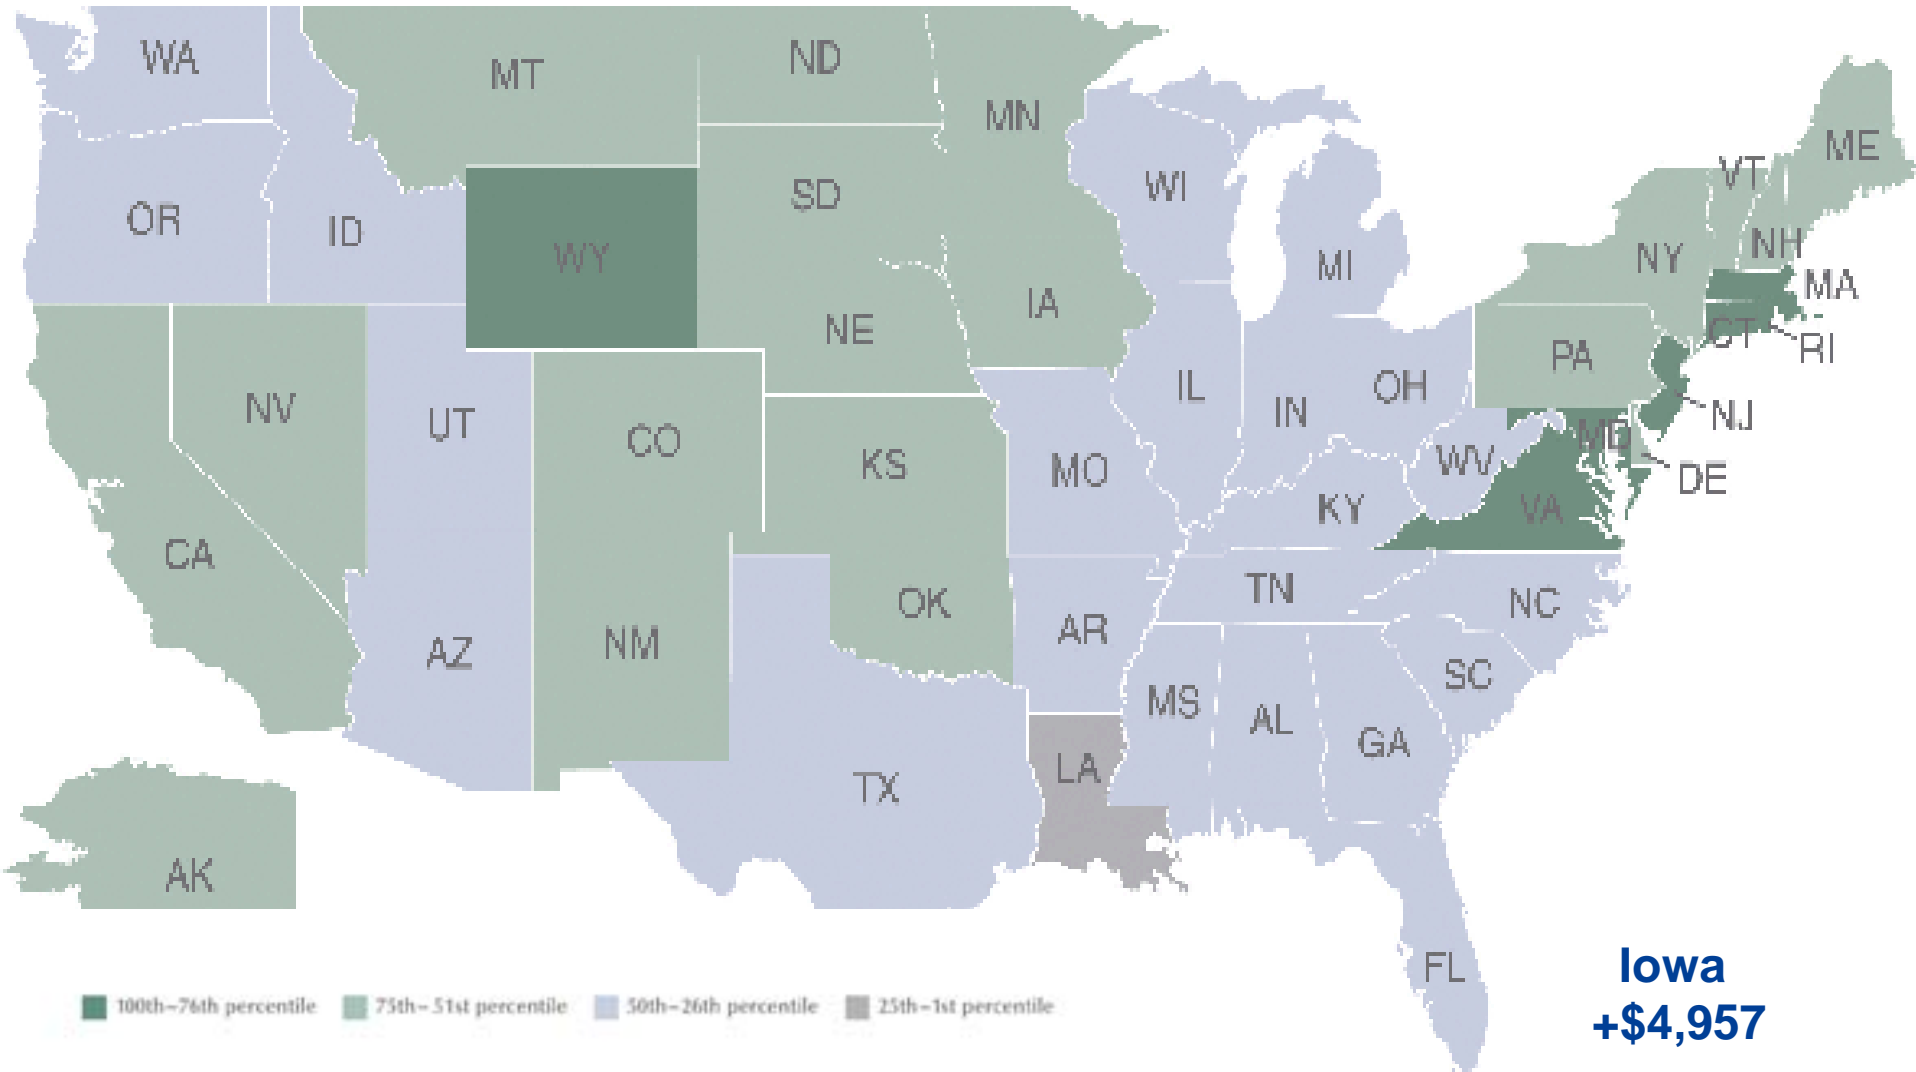 WA
MT
ND
MN
OR
ID
WY
SD
WI
MI
VT
ME
NY
NH
MA
CT
RI
IA
NE
PA
NV
UT
CO
KS
MO
IL
IN
OH
NJ
MD
WV
DE
VA
KY
CA
AZ
NM
OK
AR
TN
NC
SC
TX
LA
MS
AL
GA
AK
FL
100th–76th percentile
75th–51st percentile
50th–26th percentile
25th–1st percentile
Iowa
+$4,957